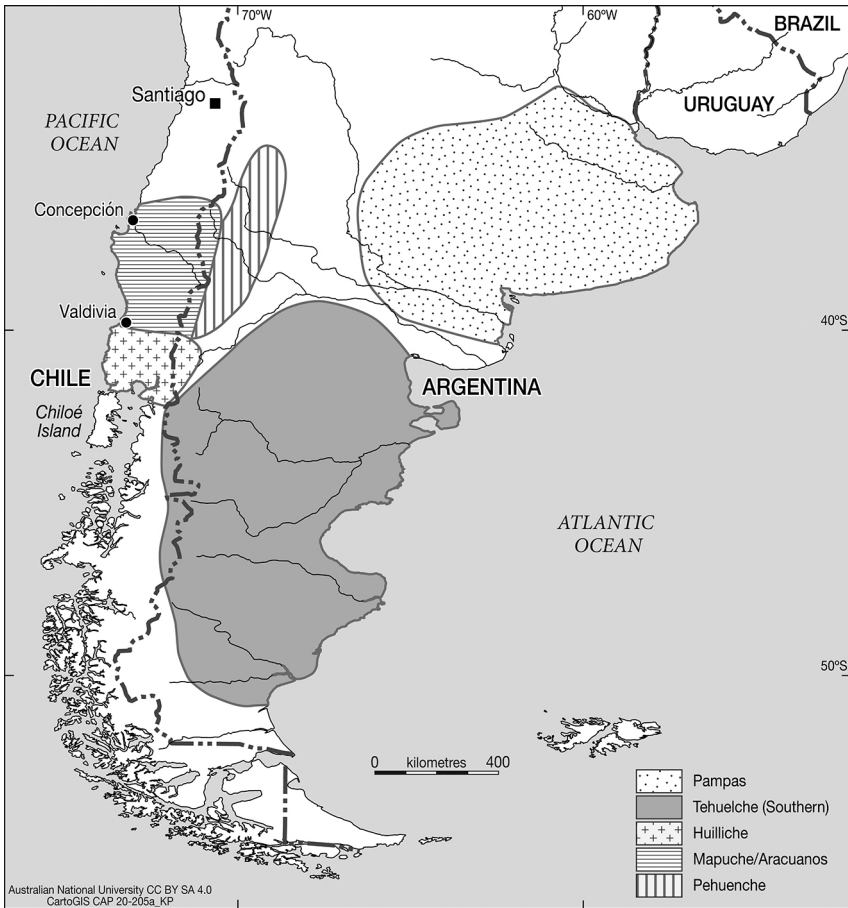 70ºW
60ºW
BRAZIL
Santiago
URUGUAY
PACIFIC
OCEAN
Concepción
Valdivia
40ºS
CHILE
ARGENTINA
Chiloé
Island
ATLANTIC
OCEAN
50ºS
0 kilometres 400
Pampas
Tehuelche (Southern)
Huilliche
Mapuche/Aracuanos
Pehuenche
Australian National University CC BY SA 4.0
CartoGIS CAP 20-205a_KP